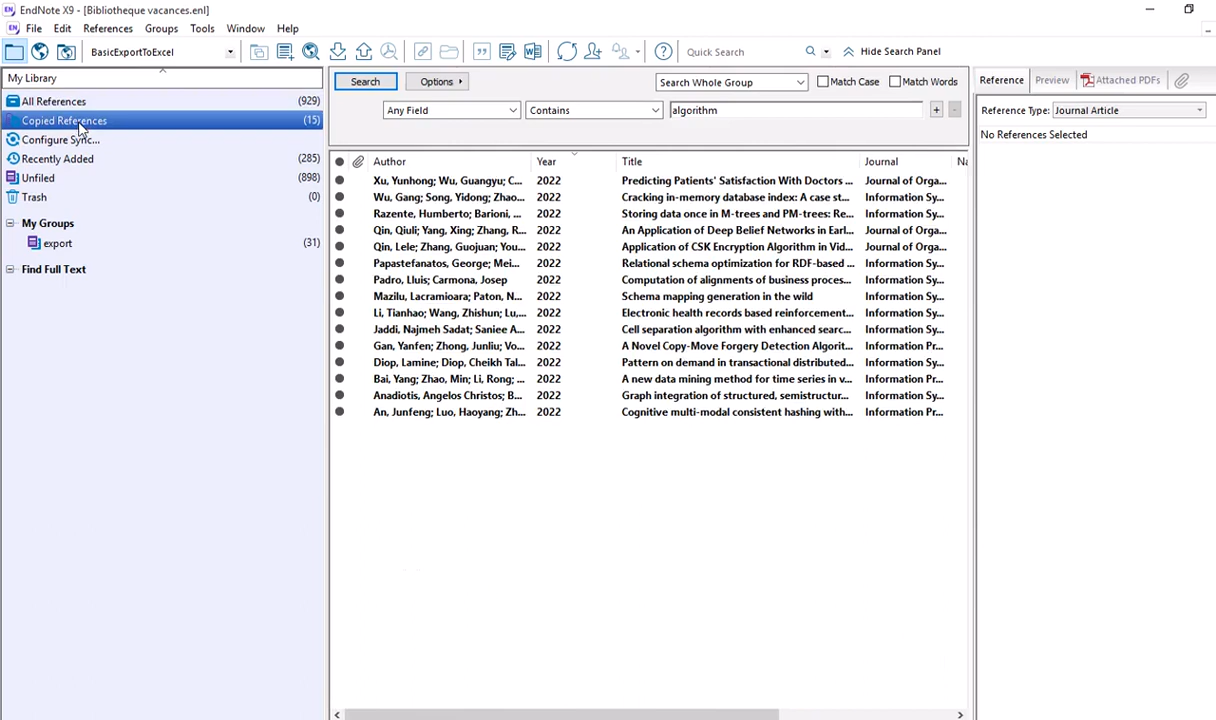 EndNote X9 - [Bibliotheque vacances.enl]
File Edit References Groups Tools Window Help
BasicExportToExcel Quick Search Hide Search Panel
My Library
All References (929)
Copied References (15)
Configure Sync...
Recently Added (285)
Unfiled (898)
Trash (0)
My Groups
export (31)
Find Full Text
Search Options Search Whole Group Match Case Match Words
Any Field Contains algorithm + -
Author Year Title Journal Na
Xu, Yunhong; Wu, Guangyu; C... 2022 Predicting Patients' Satisfaction With Doctors ... Journal of Orga...
Wu, Gang; Song, Yidong; Zhao... 2022 Cracking in-memory database index: A case st... Information Sy...
Razente, Humberto; Barioni, ... 2022 Storing data once in M-trees and PM-trees: Re... Information Sy...
Qin, Qiuli; Yang, Xing; Zhang, R... 2022 An Application of Deep Belief Networks in Earl... Journal of Orga...
Qin, Lele; Zhang, Guojuan; You... 2022 Application of CSK Encryption Algorithm in Vid... Journal of Orga...
Papastefanatos, George; Mei... 2022 Relational schema optimization for RDF-based ... Information Sy...
Padro, Lluis; Carmona, Josep 2022 Computation of alignments of business proces... Information Sy...
Mazilu, Lacramioara; Paton, N... 2022 Schema mapping generation in the wild Information Sy...
Li, Tianhao; Wang, Zhishun; Lu,... 2022 Electronic health records based reinforcement... Information Sy...
Jaddi, Najmeh Sadat; Saniee A... 2022 Cell separation algorithm with enhanced searc... Information Sy...
Gan, Yanfen; Zhong, Junliu; Vo... 2022 A Novel Copy-Move Forgery Detection Algorit... Information Pr...
Diop, Lamine; Diop, Cheikh Tal... 2022 Pattern on demand in transactional distributed... Information Sy...
Bai, Yang; Zhao, Min; Li, Rong; ... 2022 A new data mining method for time series in v... Information Pr...
Anadiotis, Angelos Christos; B... 2022 Graph integration of structured, semistructur... Information Sy...
An, Junfeng; Luo, Haoyang; Zh... 2022 Cognitive multi-modal consistent hashing with... Information Pr...
Reference Preview Attached PDFs
Reference Type: Journal Article
No References Selected